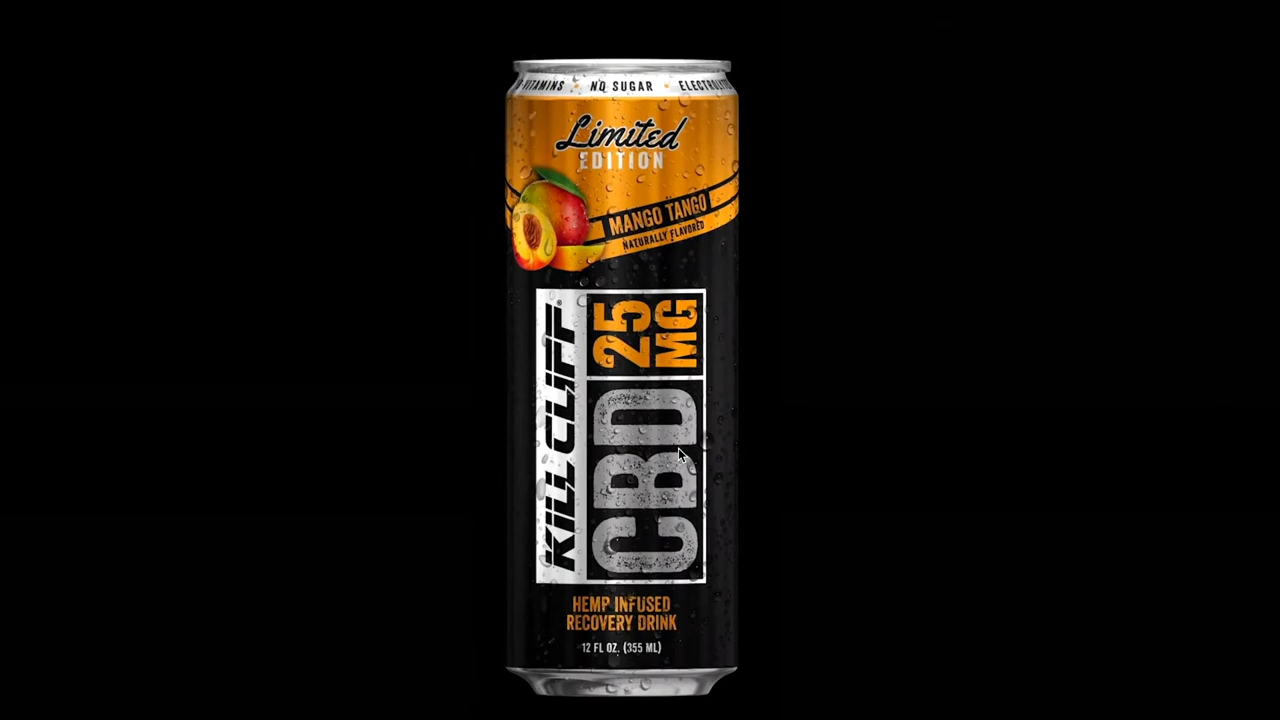 VITAMINS • NO SUGAR • ELECTROLYT
Limited
EDITION
MANGO TANGO
NATURALLY FLAVORED
KILL CLIFF®
25
MG
CBD
HEMP INFUSED
RECOVERY DRINK
12 FL OZ. (355 ML)